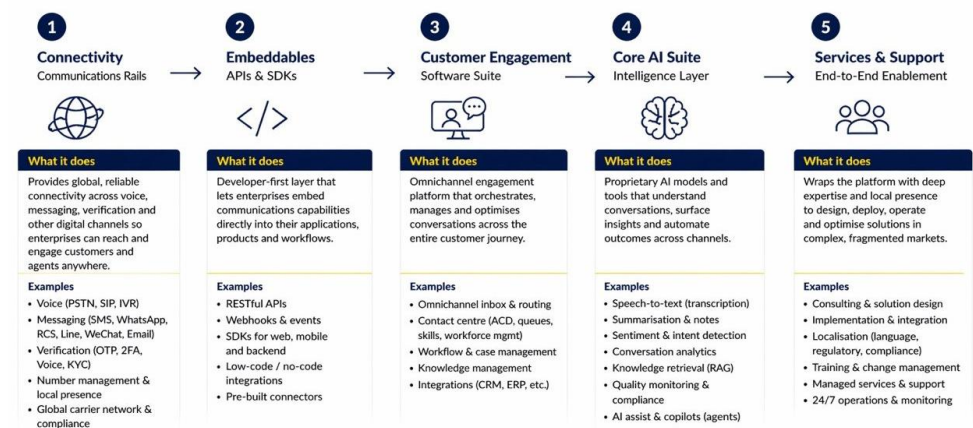 1
Connectivity
Communications Rails
What it does
Provides global, reliable
connectivity across voice,
messaging, verification and
other digital channels so
enterprises can reach and
engage customers and
agents anywhere.
Examples
• Voice (PSTN, SIP, IVR)
• Messaging (SMS, WhatsApp,
RCS, Line, WeChat, Email)
• Verification (OTP, 2FA,
Voice, KYC)
• Number management &
local presence
• Global carrier network &
compliance
2
Embeddables
APIs & SDKs
What it does
Developer-first layer that
lets enterprises embed
communications capabilities
directly into their applications,
products and workflows.
Examples
• RESTful APIs
• Webhooks & events
• SDKs for web, mobile
and backend
• Low-code / no-code
integrations
• Pre-built connectors
3
Customer Engagement
Software Suite
What it does
Omnichannel engagement
platform that orchestrates,
manages and optimises
conversations across the
entire customer journey.
Examples
• Omnichannel inbox & routing
• Contact centre (ACD, queues,
skills, workforce mgmt)
• Workflow & case management
• Knowledge management
• Integrations (CRM, ERP, etc.)
4
Core AI Suite
Intelligence Layer
What it does
Proprietary AI models and
tools that understand
conversations, surface
insights and automate
outcomes across channels.
Examples
• Speech-to-text (transcription)
• Summarisation & notes
• Sentiment & intent detection
• Conversation analytics
• Knowledge retrieval (RAG)
• Quality monitoring &
compliance
• AI assist & copilots (agents)
5
Services & Support
End-to-End Enablement
What it does
Wraps the platform with deep
expertise and local presence
to design, deploy, operate
and optimise solutions in
complex, fragmented markets.
Examples
• Consulting & solution design
• Implementation & integration
• Localisation (language,
regulatory, compliance)
• Training & change management
• Managed services & support
• 24/7 operations & monitoring